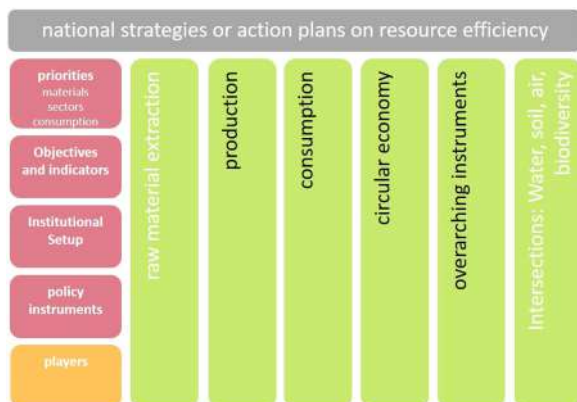 national strategies or action plans on resource efficiency
priorities
materials
sectors
consumption
Objectives
and indicators
Institutional
Setup
policy
instruments
players
raw material extraction
production
consumption
circular economy
overarching instruments
Intersections: Water, soil, air,
biodiversity